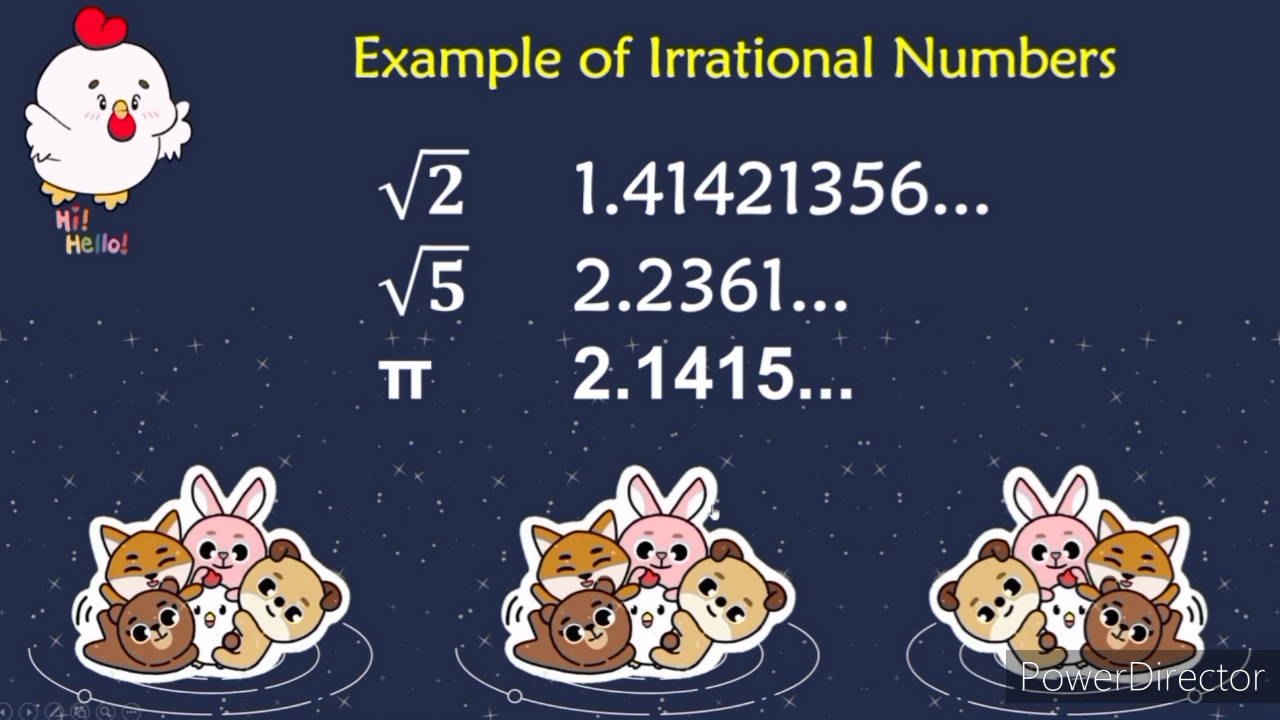 Example of Irrational Numbers
Hi!
Hello!
√2 1.41421356...
√5 2.2361...
π 2.1415...
PowerDirector